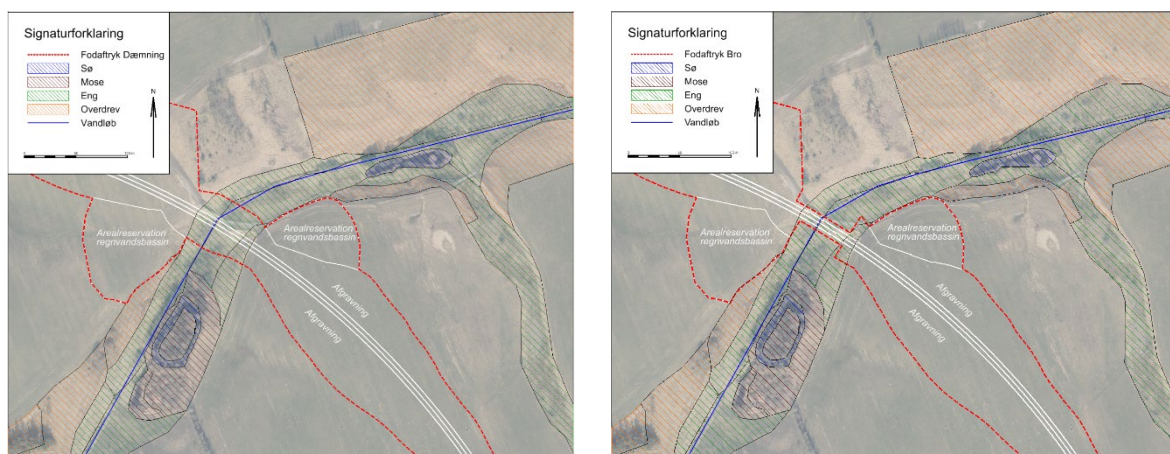 Signaturforklaring
Fodaftryk Dæmning
Sø
Mose
Eng
Overdrev
Vandløb
N
Arealreservation
regnvandsbassin
Arealreservation
regnvandsbassin
Afgravning
Afgravning
Signaturforklaring
Fodaftryk Bro
Sø
Mose
Eng
Overdrev
Vandløb
N
Arealreservation
regnvandsbassin
Arealreservation
regnvandsbassin
Afgravning
Afgravning